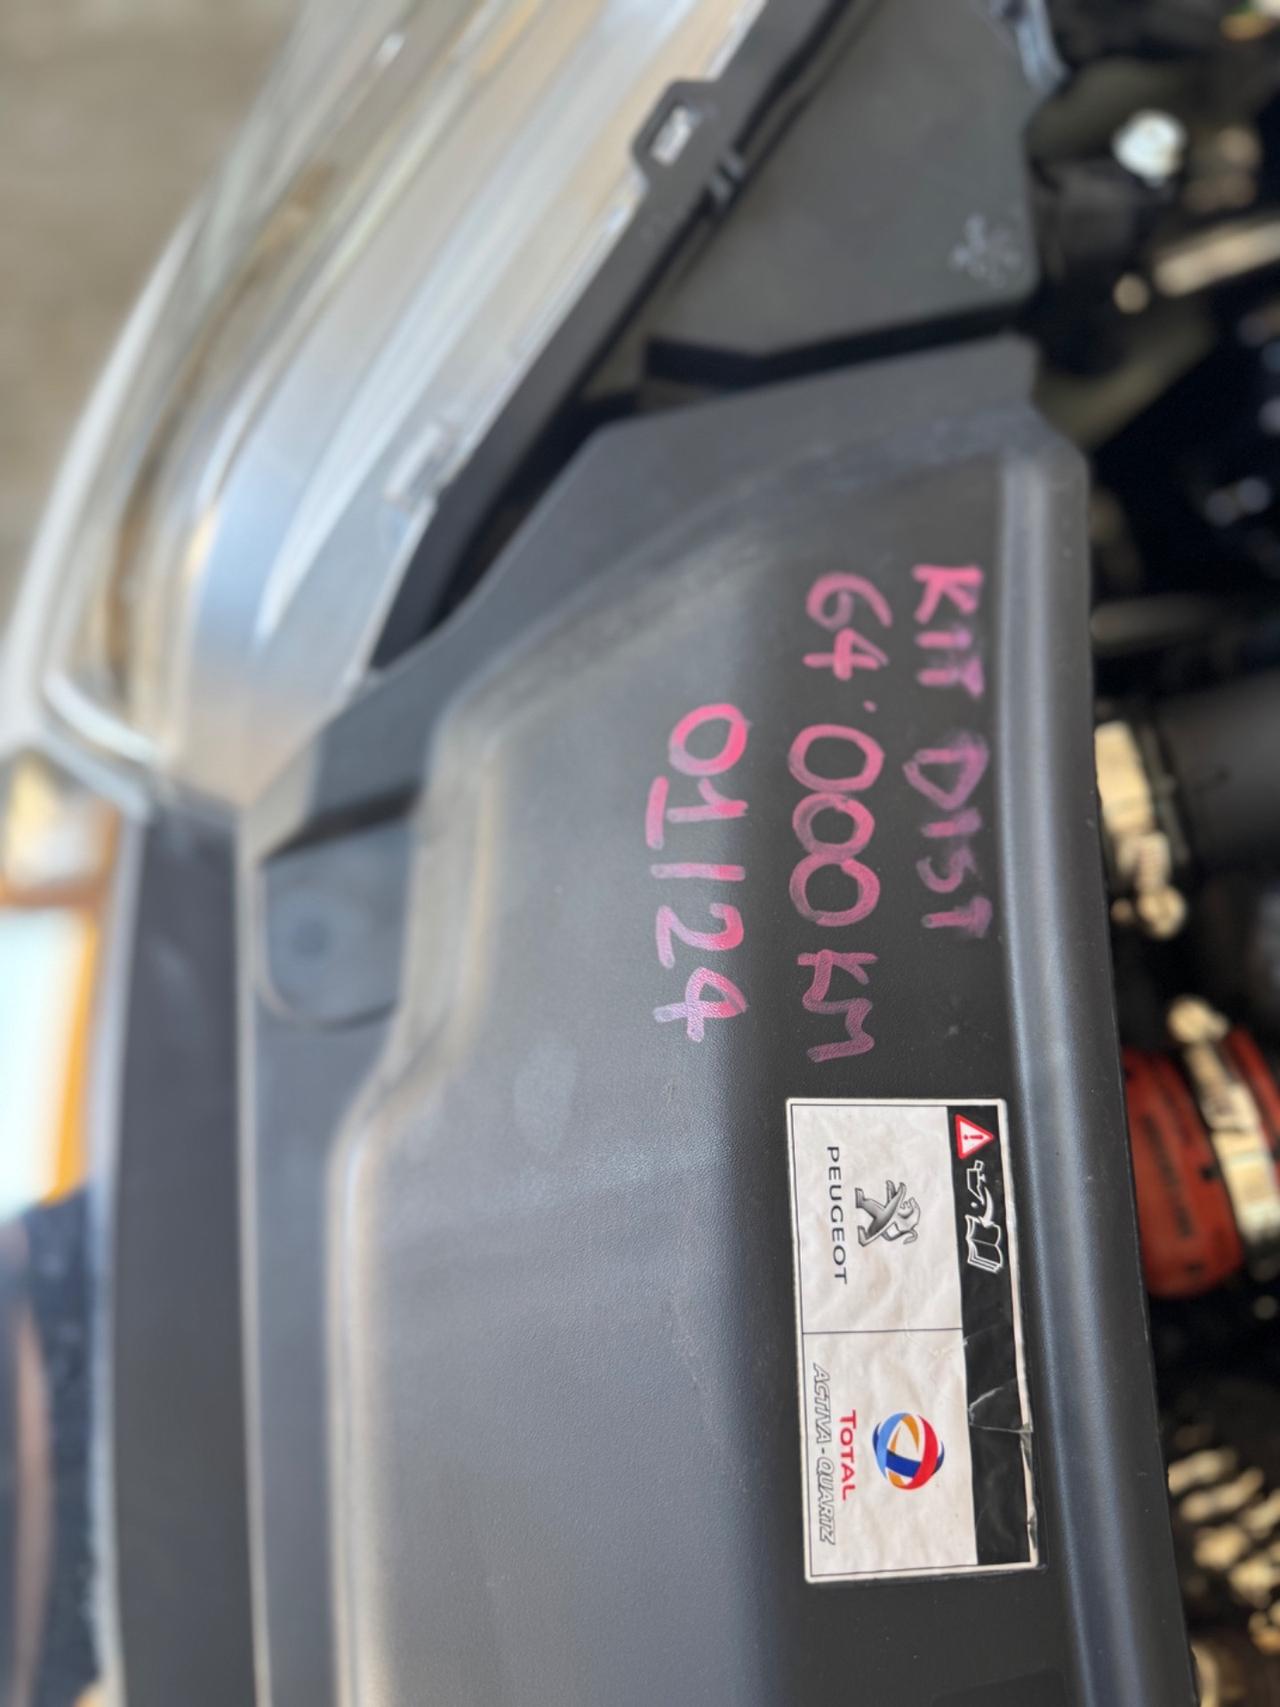 KIT DIST
64'000 KM
01/24
PEUGEOT
TOTAL
ACTIVA - QUARTZ